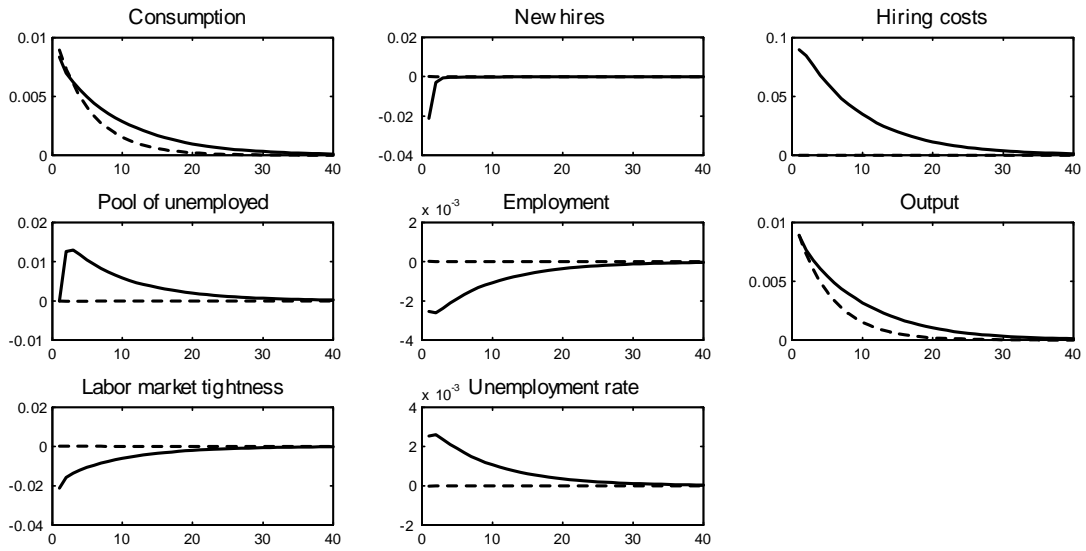 Consumption
0.01
0.005
0
0 10 20 30 40
New hires
0.02
0
-0.02
-0.04
0 10 20 30 40
Hiring costs
0.1
0.05
0
0 10 20 30 40
Pool of unemployed
0.02
0.01
0
-0.01
0 10 20 30 40
x 10-3
Employment
2
0
-2
-4
0 10 20 30 40
Output
0.01
0.005
0
0 10 20 30 40
Labor market tightness
0.02
0
-0.02
-0.04
0 10 20 30 40
x 10-3
Unemployment rate
4
2
0
-2
0 10 20 30 40